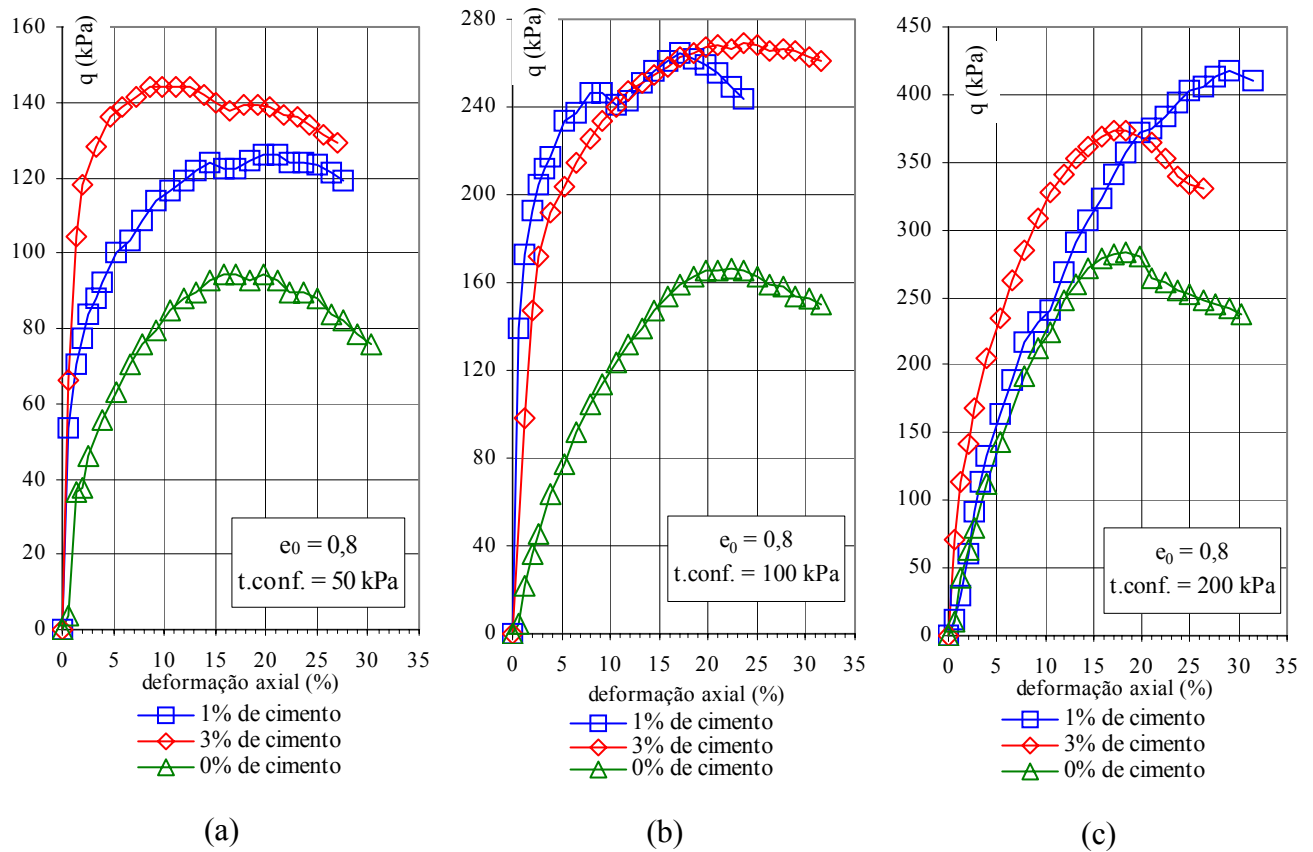 q (kPa)
160
140
120
100
80
60
40
20
0
0 5 10 15 20 25 30 35
deformação axial (%)
e0 = 0,8
t.conf. = 50 kPa
1% de cimento
3% de cimento
0% de cimento
(a)
q (kPa)
280
240
200
160
120
80
40
0
0 5 10 15 20 25 30 35
deformação axial (%)
e0 = 0,8
t.conf. = 100 kPa
1% de cimento
3% de cimento
0% de cimento
(b)
q (kPa)
450
400
350
300
250
200
150
100
50
0
0 5 10 15 20 25 30 35
deformação axial (%)
e0 = 0,8
t.conf. = 200 kPa
1% de cimento
3% de cimento
0% de cimento
(c)